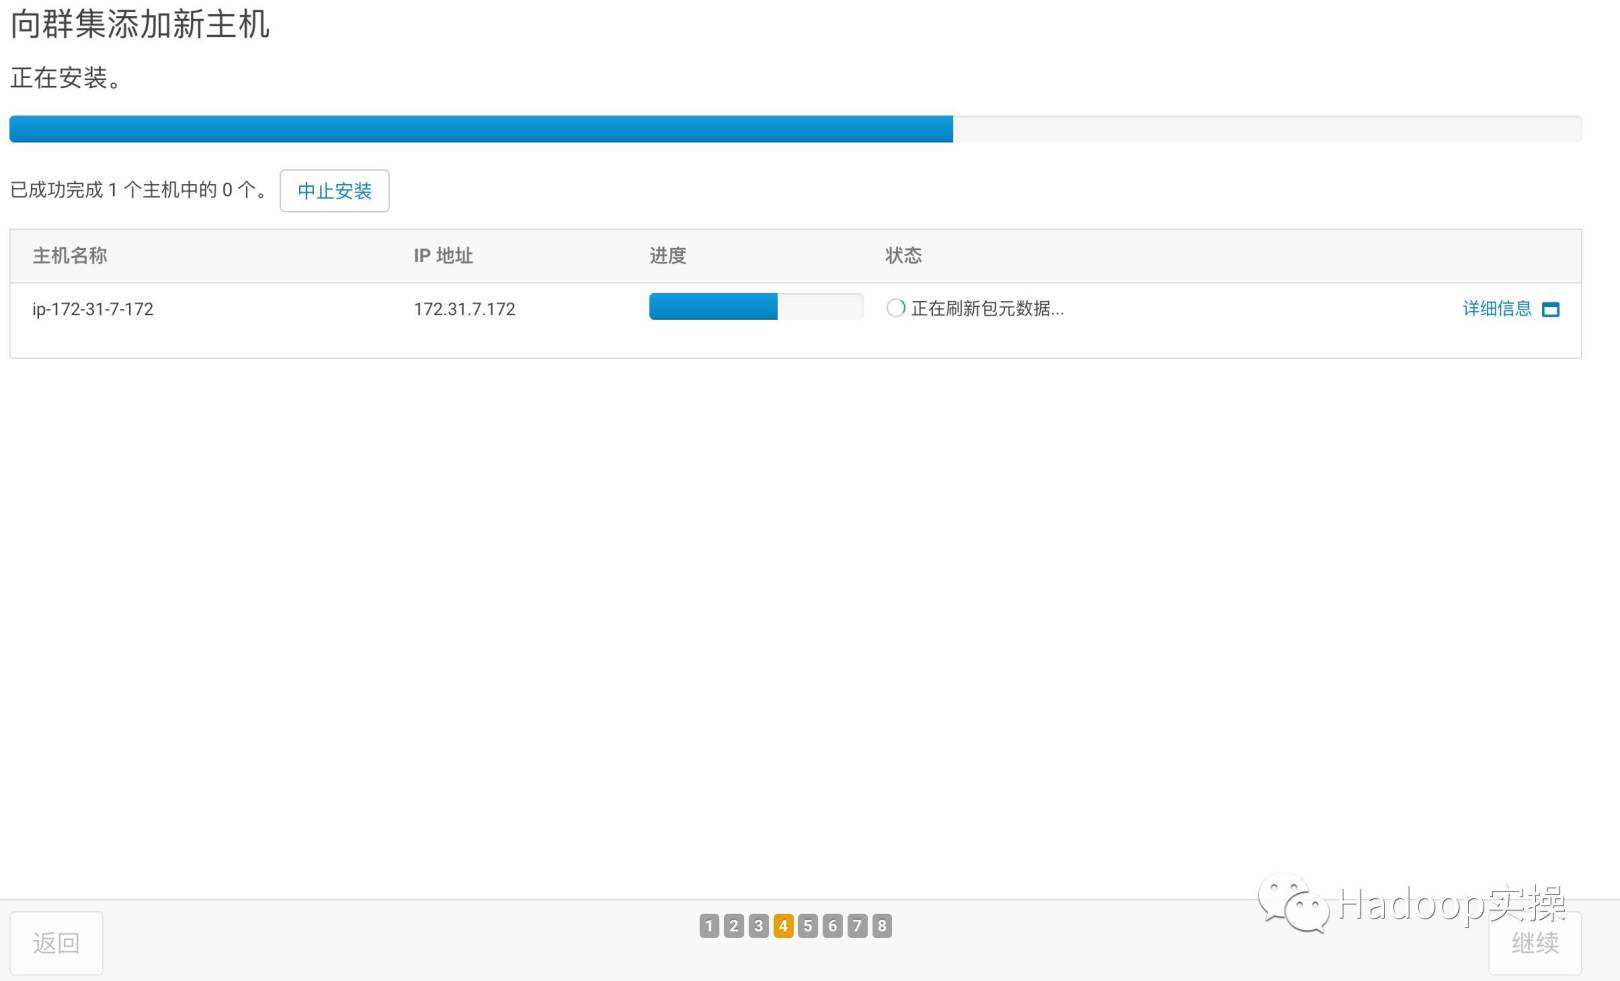 向群集添加新主机
正在安装。
已成功完成 1 个主机中的 0 个。 中止安装
主机名称 IP 地址 进度 状态
ip-172-31-7-172 172.31.7.172 正在刷新包元数据... 详细信息
Hadoop实操
返回 1 2 3 4 5 6 7 8 继续